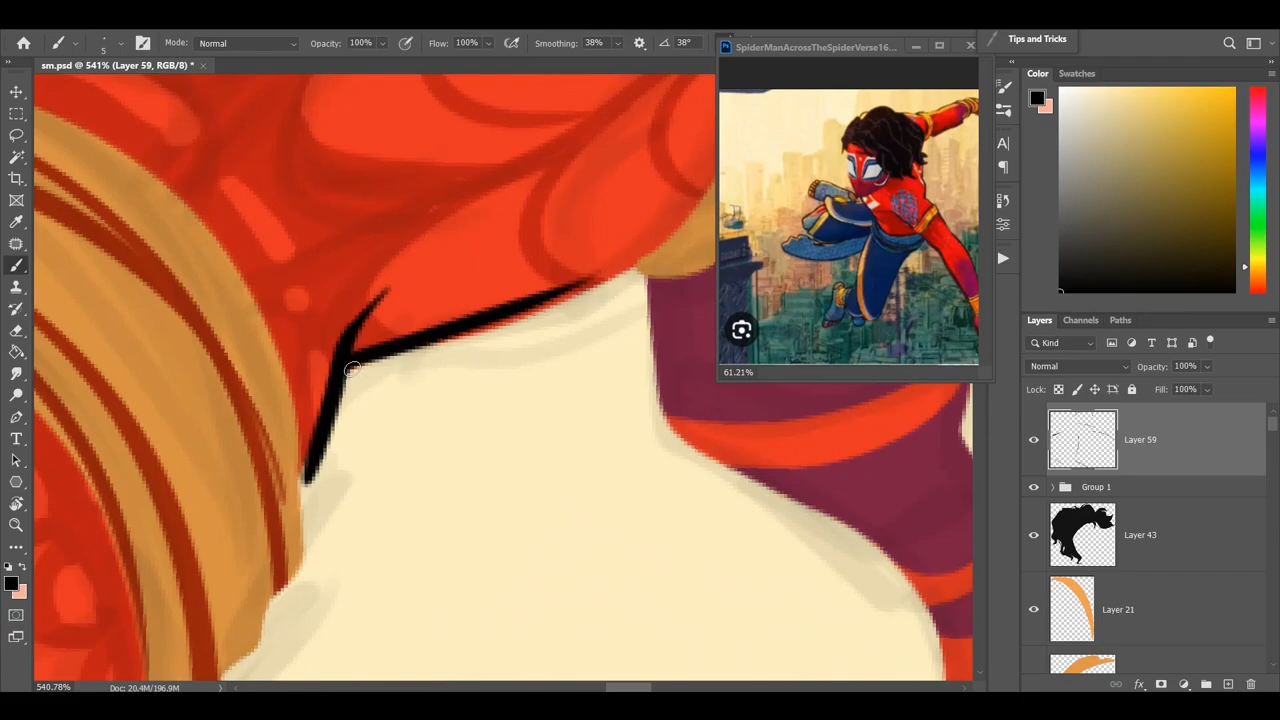 5 Mode: Normal Opacity: 100% Flow: 100% Smoothing: 38% 38°
SpiderManAcrossTheSpiderVerse16...
Tips and Tricks
sm.psd @ 541% (Layer 59, RGB/8) *
Color Swatches
61.21%
Layers Channels Paths
Kind
Normal Opacity: 100%
Lock: Fill: 100%
Layer 59
Group 1
Layer 43
Layer 21
540.78% Doc: 20.4M/196.9M